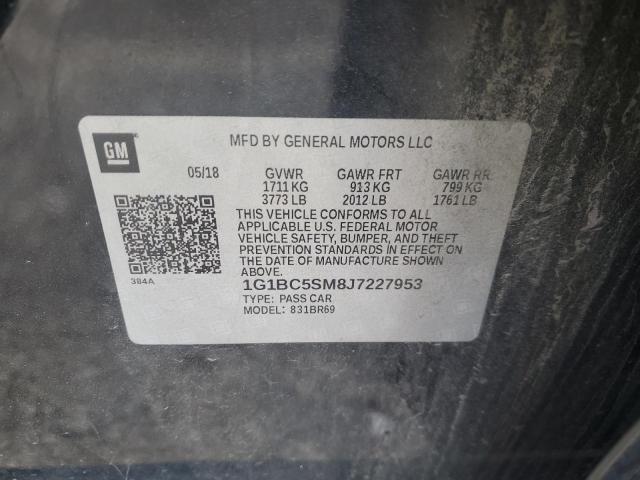 GM
MFD BY GENERAL MOTORS LLC
05/18 GVWR GAWR FRT GAWR RR
1711 KG 913 KG 799 KG
3773 LB 2012 LB 1761 LB
THIS VEHICLE CONFORMS TO ALL
APPLICABLE U.S. FEDERAL MOTOR
VEHICLE SAFETY, BUMPER, AND THEFT
PREVENTION STANDARDS IN EFFECT ON
THE DATE OF MANUFACTURE SHOWN
ABOVE.
384A
1G1BC5SM8J7227953
TYPE: PASS CAR
MODEL: 831BR69